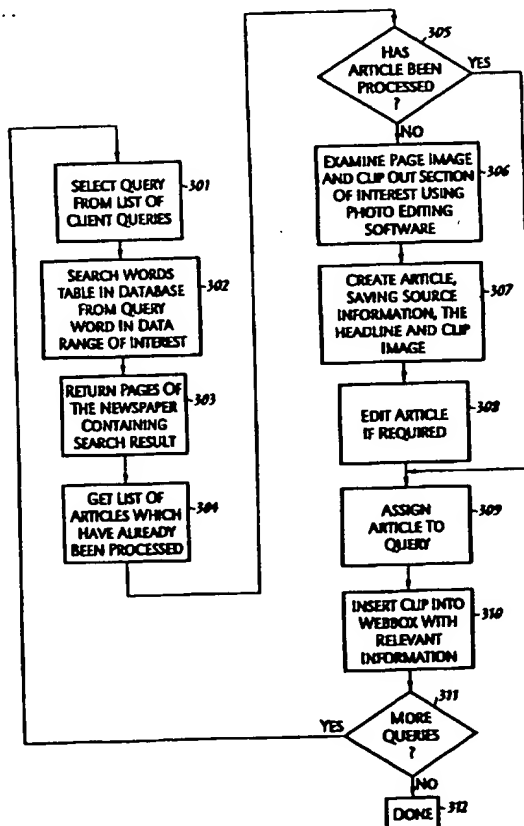 301
SELECT QUERY
FROM LIST OF
CLIENT QUERIES
302
SEARCH WORDS
TABLE IN DATABASE
FROM QUERY
WORD IN DATA
RANGE OF INTEREST
303
RETURN PAGES OF
THE NEWSPAPER
CONTAINING
SEARCH RESULT
304
GET LIST OF
ARTICLES WHICH
HAVE ALREADY
BEEN PROCESSED
305
HAS
ARTICLE BEEN
PROCESSED
?
YES
NO
306
EXAMINE PAGE IMAGE
AND CLIP OUT SECTION
OF INTEREST USING
PHOTO EDITING
SOFTWARE
307
CREATE ARTICLE,
SAVING SOURCE
INFORMATION, THE
HEADLINE AND CLIP
IMAGE
308
EDIT ARTICLE
IF REQUIRED
309
ASSIGN
ARTICLE TO
QUERY
310
INSERT CLIP INTO
WEBBOX WITH
RELEVANT
INFORMATION
311
YES
MORE
QUERIES
?
NO
DONE
312